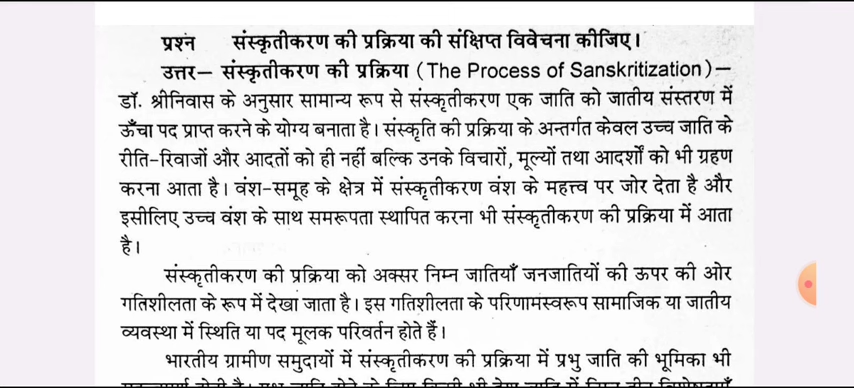 प्रश्न संस्कृतीकरण की प्रक्रिया की संक्षिप्त विवेचना कीजिए।
उत्तर— संस्कृतीकरण की प्रक्रिया (The Process of Sanskritization)—
डॉ. श्रीनिवास के अनुसार सामान्य रूप से संस्कृतीकरण एक जाति को जातीय संस्तरण में
ऊँचा पद प्राप्त करने के योग्य बनाता है। संस्कृति की प्रक्रिया के अन्तर्गत केवल उच्च जाति के
रीति-रिवाजों और आदतों को ही नहीं बल्कि उनके विचारों, मूल्यों तथा आदर्शों को भी ग्रहण
करना आता है। वंश-समूह के क्षेत्र में संस्कृतीकरण वंश के महत्त्व पर जोर देता है और
इसीलिए उच्च वंश के साथ समरूपता स्थापित करना भी संस्कृतीकरण की प्रक्रिया में आता
है।
संस्कृतीकरण की प्रक्रिया को अक्सर निम्न जातियाँ जनजातियों की ऊपर की ओर
गतिशीलता के रूप में देखा जाता है। इस गतिशीलता के परिणामस्वरूप सामाजिक या जातीय
व्यवस्था में स्थिति या पद मूलक परिवर्तन होते हैं।
भारतीय ग्रामीण समुदायों में संस्कृतीकरण की प्रक्रिया में प्रभु जाति की भूमिका भी